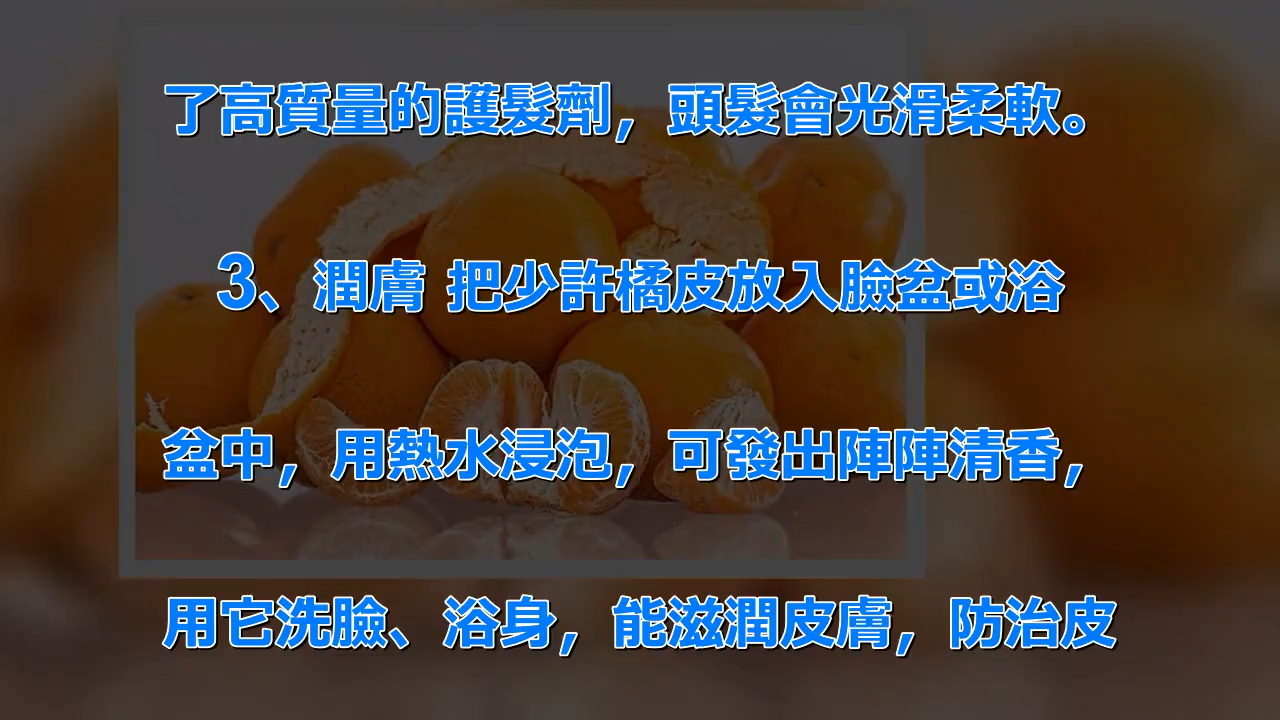 了高質量的護髮劑，頭髮會光滑柔軟。
3、潤膚 把少許橘皮放入臉盆或浴
盆中，用熱水浸泡，可發出陣陣清香，
用它洗臉、浴身，能滋潤皮膚，防治皮